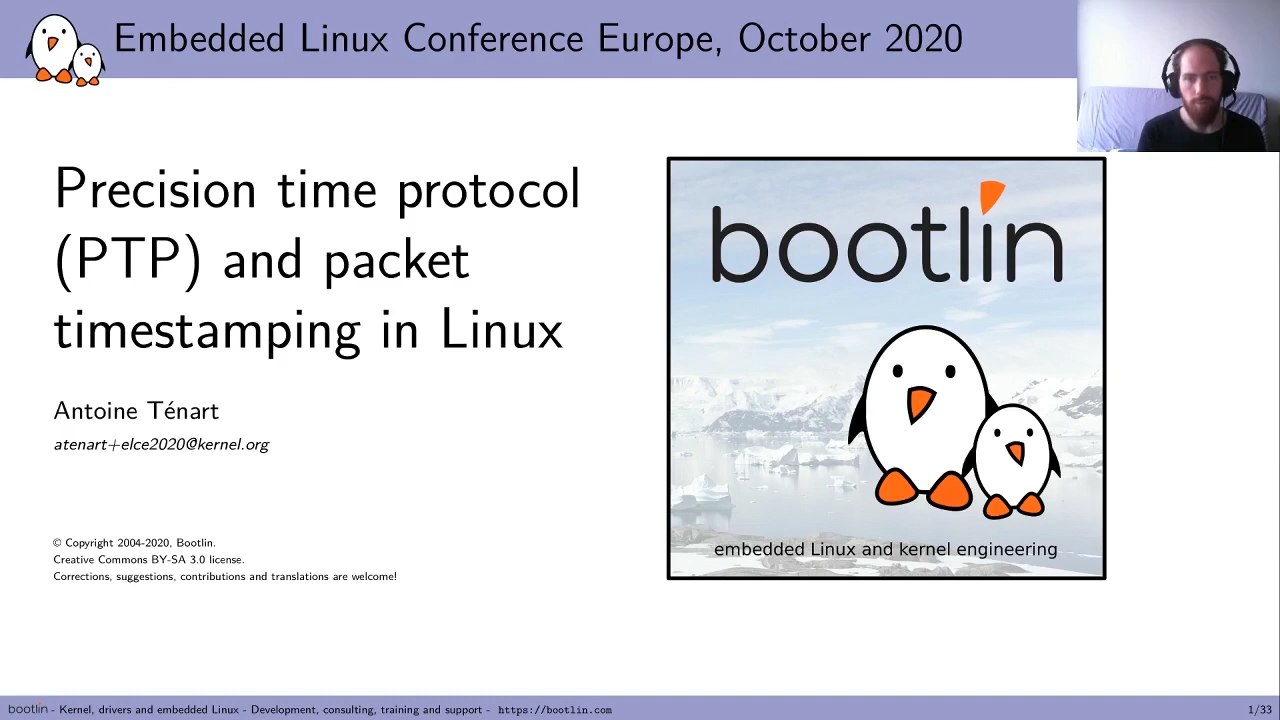 Embedded Linux Conference Europe, October 2020
Precision time protocol
(PTP) and packet
timestamping in Linux
Antoine Ténart
atenart+elce2020@kernel.org
© Copyright 2004-2020, Bootlin.
Creative Commons BY-SA 3.0 license.
Corrections, suggestions, contributions and translations are welcome!
bootlin
embedded Linux and kernel engineering
bootlin - Kernel, drivers and embedded Linux - Development, consulting, training and support - https://bootlin.com
1/33